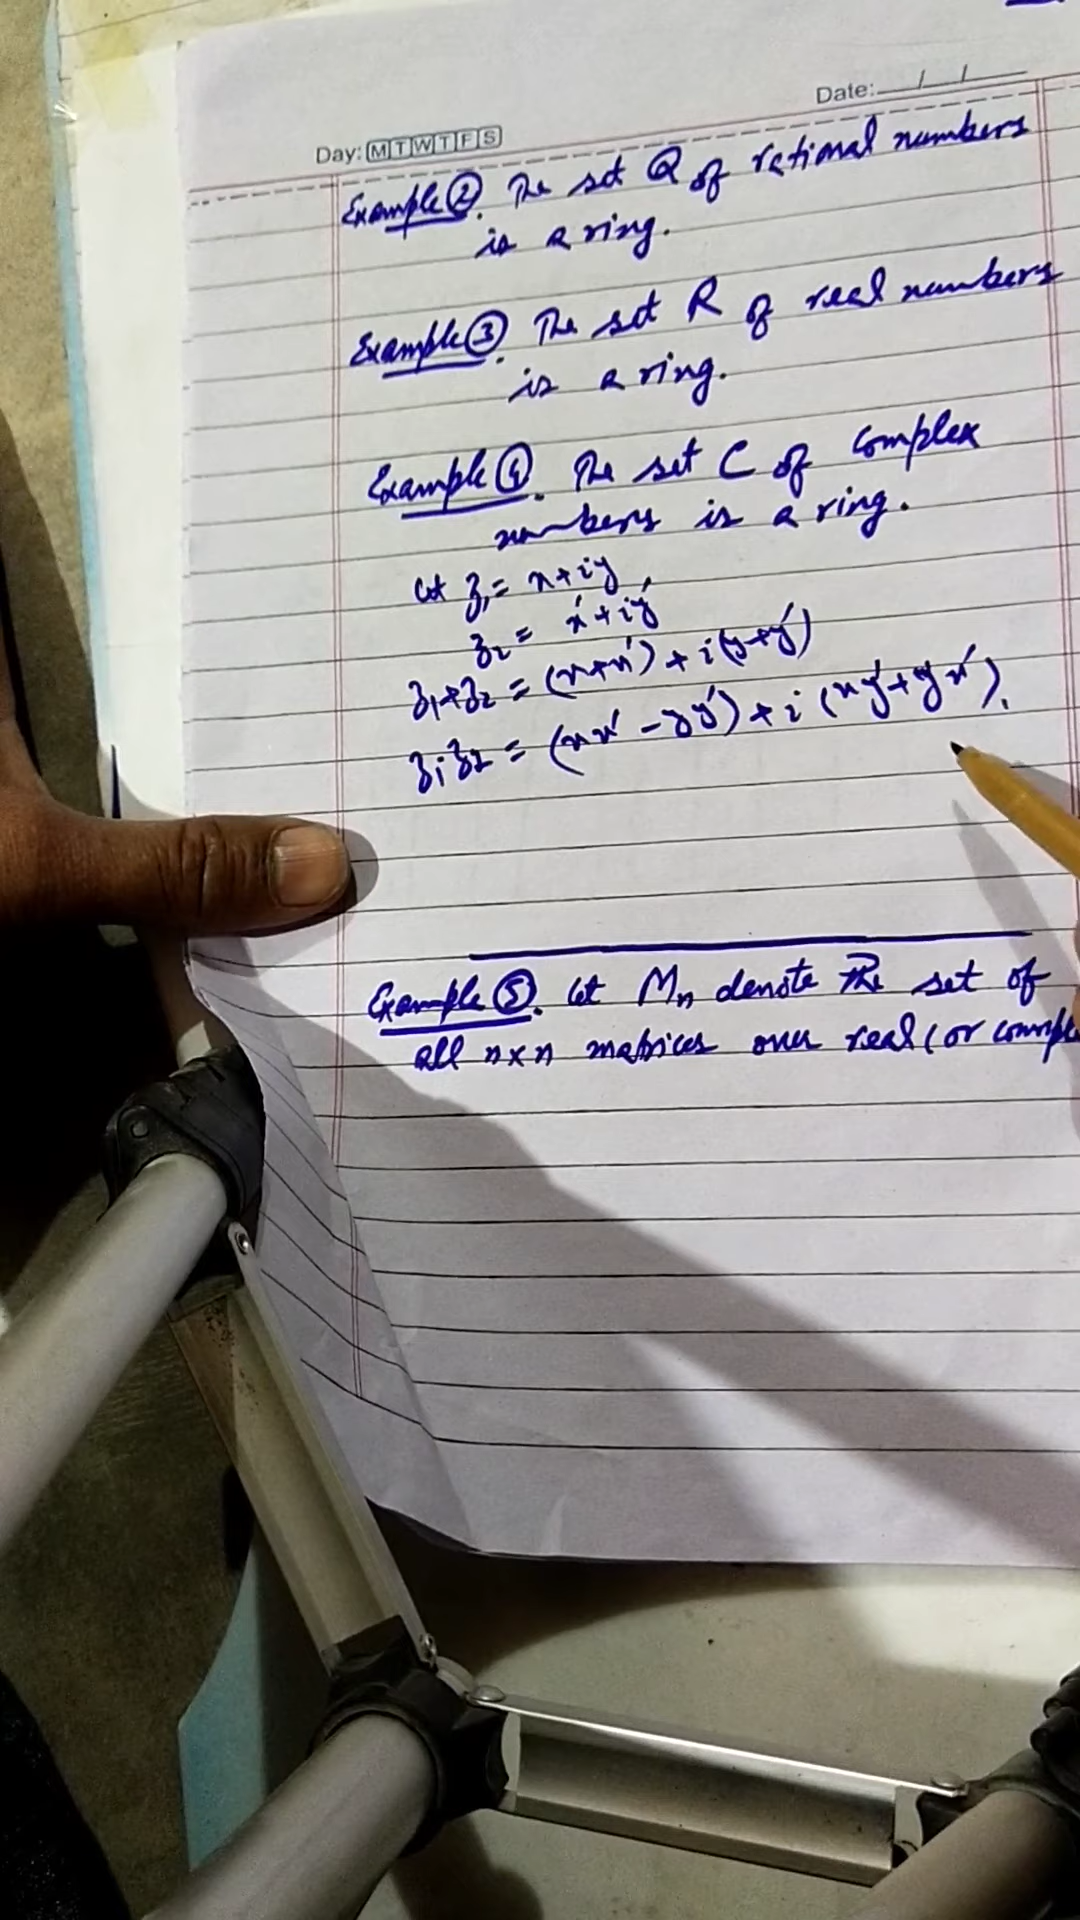 Date: / /
Day: M T W T F S
Example ②. The set Q of rational numbers
is a ring.
Example ③. The set R of real numbers
is a ring.
Example ④. The set C of complex
numbers is a ring.
Let z₁ = x+iy,
z₂ = x'+iy'
z₁+z₂ = (x+x') + i(y+y')
z₁z₂ = (xx' - yy') + i (xy'+yx').
Example ⑤. Let Mₙ denote the set of
all n×n matrices over real (or comple